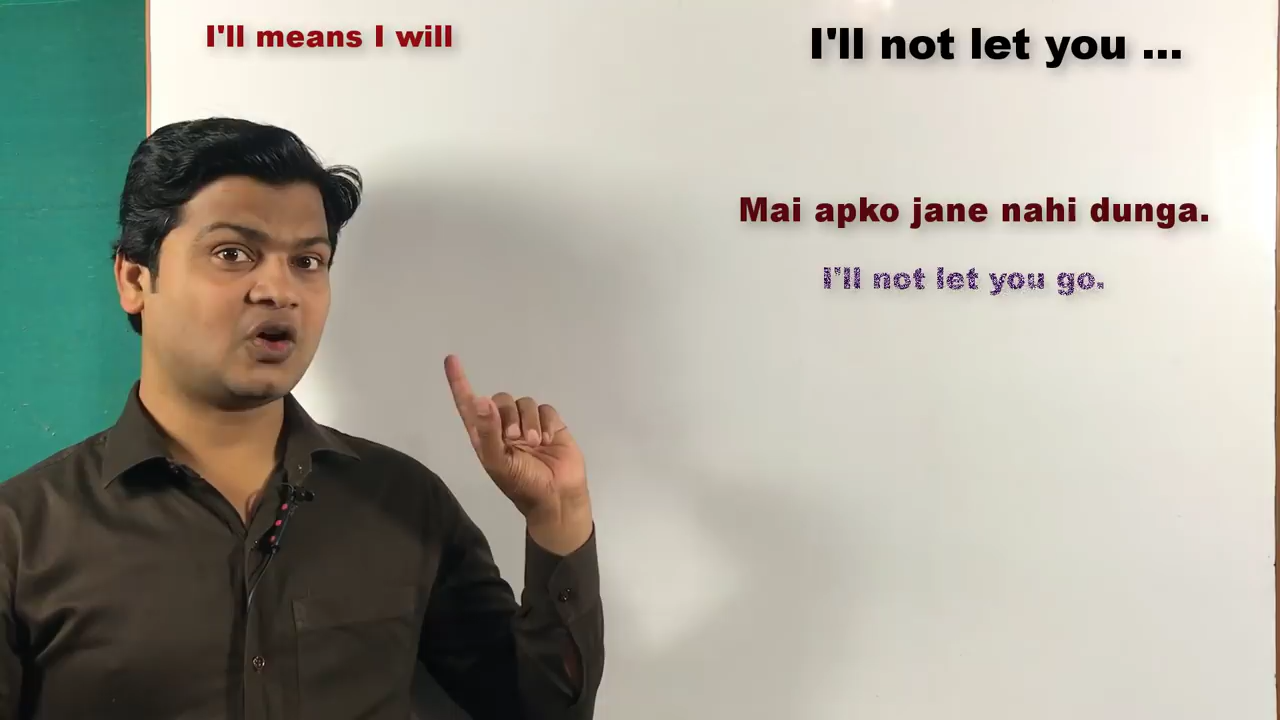 I'll means I will
I'll not let you ...
Mai apko jane nahi dunga.
I'll not let you go.